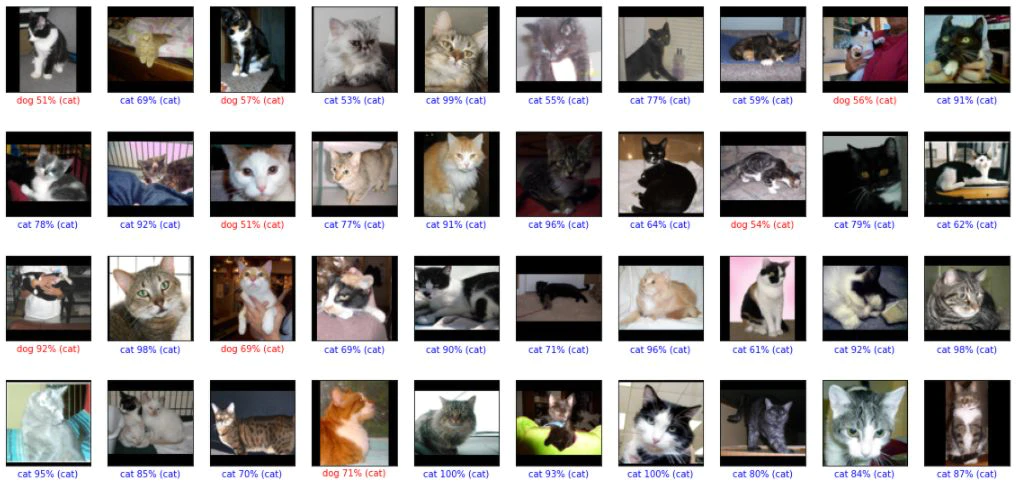 dog 51% (cat) cat 69% (cat) dog 57% (cat) cat 53% (cat) cat 99% (cat) cat 55% (cat) cat 77% (cat) cat 59% (cat) dog 56% (cat) cat 91% (cat)
cat 78% (cat) cat 92% (cat) dog 51% (cat) cat 77% (cat) cat 91% (cat) cat 96% (cat) cat 64% (cat) dog 54% (cat) cat 79% (cat) cat 62% (cat)
dog 92% (cat) cat 98% (cat) dog 69% (cat) cat 69% (cat) cat 90% (cat) cat 71% (cat) cat 96% (cat) cat 61% (cat) cat 92% (cat) cat 98% (cat)
cat 95% (cat) cat 85% (cat) cat 70% (cat) dog 71% (cat) cat 100% (cat) cat 93% (cat) cat 100% (cat) cat 80% (cat) cat 84% (cat) cat 87% (cat)